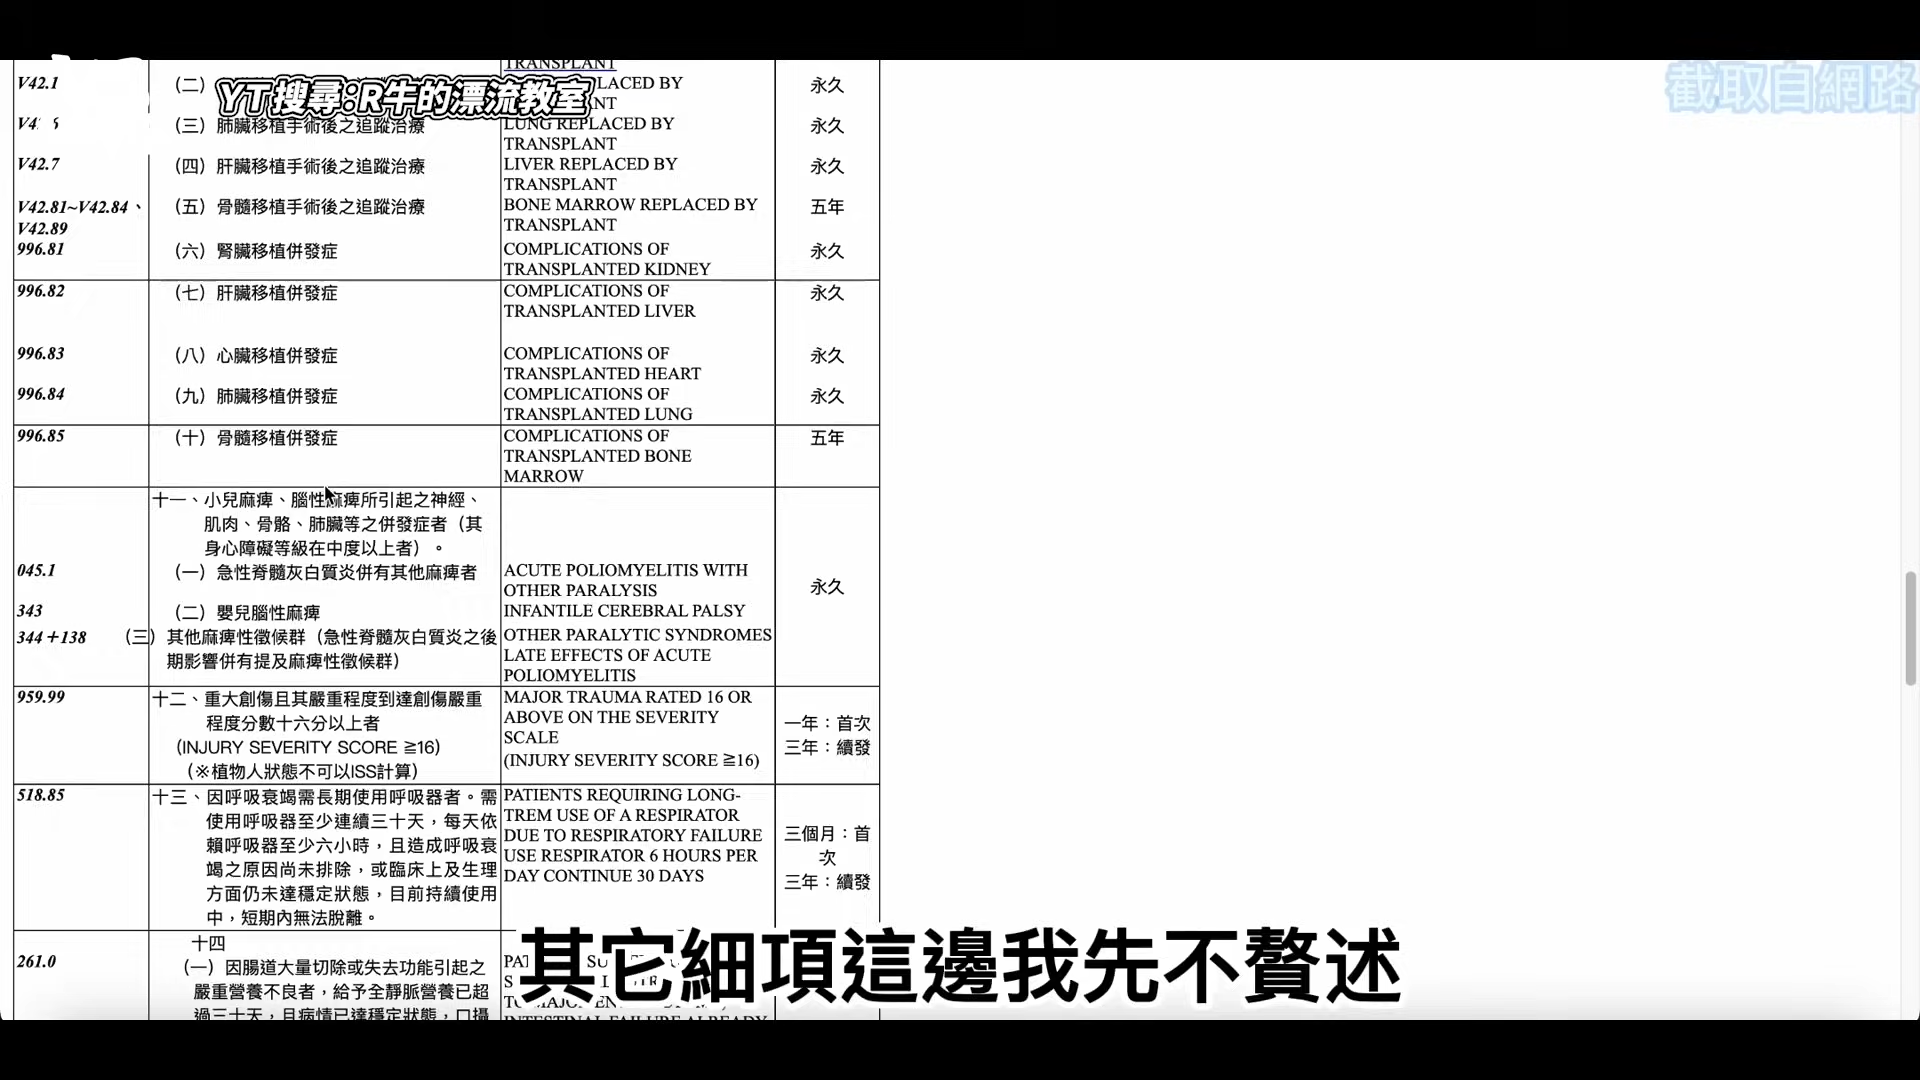 截取自網路
YT搜尋:R牛的漂流教室
TRANSPLANT
V42.1 （二） PLACED BY 永久
NT
（三）肺臟移植手術後之追蹤治療 LUNG REPLACED BY 永久
TRANSPLANT
V42.7 （四）肝臟移植手術後之追蹤治療 LIVER REPLACED BY 永久
TRANSPLANT
V42.81~V42.84、 （五）骨髓移植手術後之追蹤治療 BONE MARROW REPLACED BY 五年
V42.89 TRANSPLANT
996.81 （六）腎臟移植併發症 COMPLICATIONS OF 永久
TRANSPLANTED KIDNEY
996.82 （七）肝臟移植併發症 COMPLICATIONS OF 永久
TRANSPLANTED LIVER
996.83 （八）心臟移植併發症 COMPLICATIONS OF 永久
TRANSPLANTED HEART
996.84 （九）肺臟移植併發症 COMPLICATIONS OF 永久
TRANSPLANTED LUNG
996.85 （十）骨髓移植併發症 COMPLICATIONS OF 五年
TRANSPLANTED BONE
MARROW
十一、小兒麻痺、腦性麻痺所引起之神經、
肌肉、骨骼、肺臟等之併發症者（其
身心障礙等級在中度以上者）。
045.1 （一）急性脊髓灰白質炎併有其他麻痺者 ACUTE POLIOMYELITIS WITH
OTHER PARALYSIS 永久
343 （二）嬰兒腦性麻痺 INFANTILE CEREBRAL PALSY
344＋138 （三）其他麻痺性徵候群（急性脊髓灰白質炎之後 OTHER PARALYTIC SYNDROMES
期影響併有提及麻痺性徵候群） LATE EFFECTS OF ACUTE
POLIOMYELITIS
959.99 十二、重大創傷且其嚴重程度到達創傷嚴重 MAJOR TRAUMA RATED 16 OR
程度分數十六分以上者 ABOVE ON THE SEVERITY 一年：首次
（INJURY SEVERITY SCORE ≧16） SCALE 三年：續發
（※植物人狀態不可以ISS計算） (INJURY SEVERITY SCORE ≧16)
518.85 十三、因呼吸衰竭需長期使用呼吸器者。需 PATIENTS REQUIRING LONG-
使用呼吸器至少連續三十天，每天依 TREM USE OF A RESPIRATOR
賴呼吸器至少六小時，且造成呼吸衰 DUE TO RESPIRATORY FAILURE 三個月：首
竭之原因尚未排除，或臨床上及生理 USE RESPIRATOR 6 HOURS PER 次
方面仍未達穩定狀態，目前持續使用 DAY CONTINUE 30 DAYS 三年：續發
中，短期內無法脫離。
十四
261.0 （一）因腸道大量切除或失去功能引起之
嚴重營養不良者，給予全靜脈營養已超
過三十天，且病情已達穩定狀態，口攝
INTESTINAL FAILURE ALREADY
其它細項這邊我先不贅述